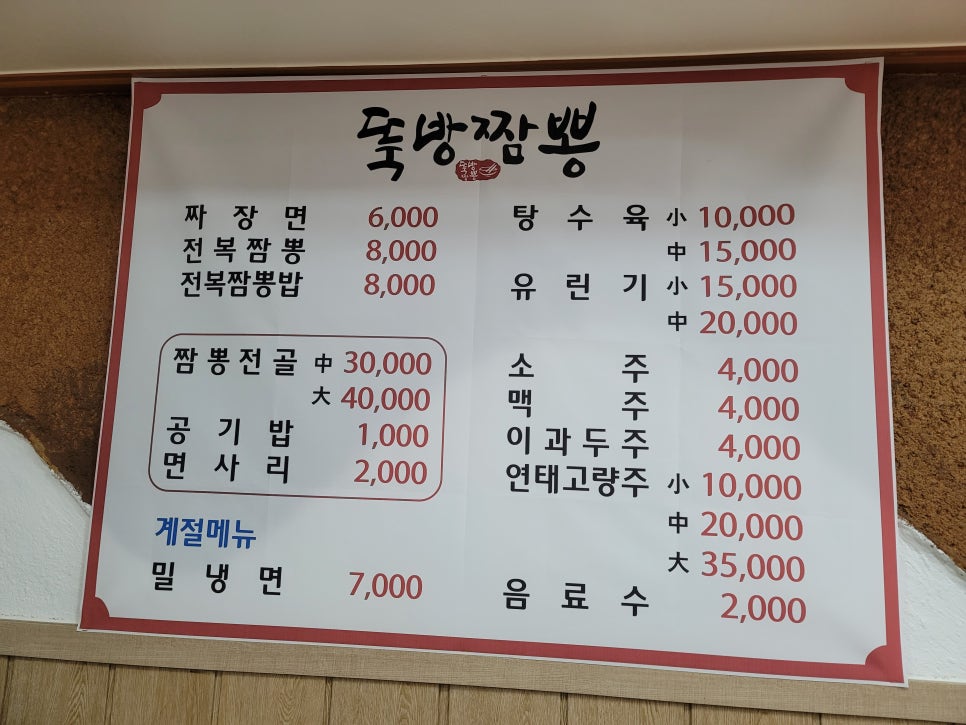 뚝방짬뽕
뚝방
짬뽕
짜장면 6,000
전복짬뽕 8,000
전복짬뽕밥 8,000
짬뽕전골 中 30,000
大 40,000
공기밥 1,000
면사리 2,000
계절메뉴
밀냉면 7,000
탕수육 小 10,000
中 15,000
유린기 小 15,000
中 20,000
소주 4,000
맥주 4,000
이과두주 4,000
연태고량주 小 10,000
中 20,000
大 35,000
음료수 2,000